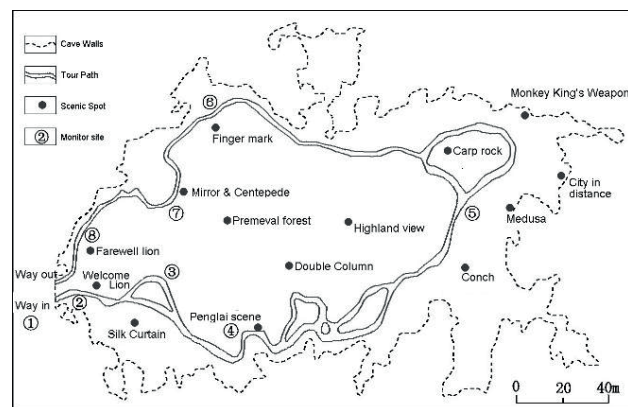 Cave Walls
Tour Path
Scenic Spot
② Monitor site
Monkey King's Weapon
⑥
Finger mark
Carp rock
City in
distance
Mirror & Centepede
⑦
Premeval forest
Highland view
⑤
Medusa
⑧
Farewell lion
Double Column
Conch
③
Way out
Welcome
Lion
Way in
②
①
Silk Curtain
Penglai scene
④
0 20 40m